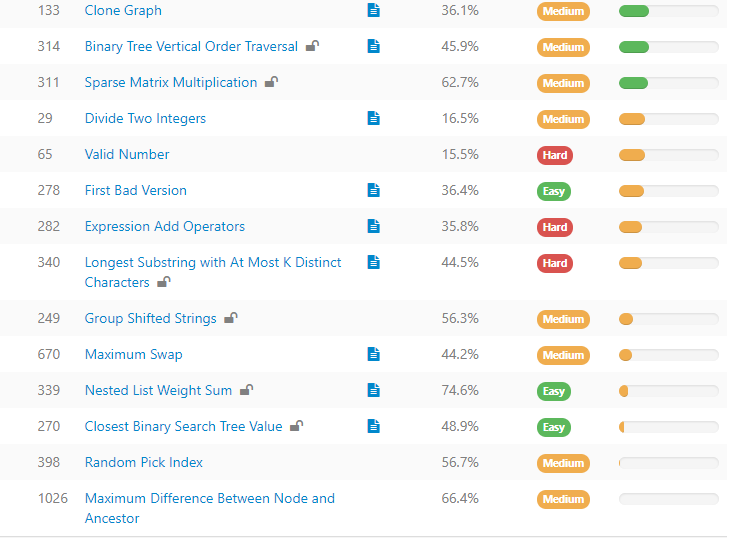 133 Clone Graph 36.1% Medium
314 Binary Tree Vertical Order Traversal 45.9% Medium
311 Sparse Matrix Multiplication 62.7% Medium
29 Divide Two Integers 16.5% Medium
65 Valid Number 15.5% Hard
278 First Bad Version 36.4% Easy
282 Expression Add Operators 35.8% Hard
340 Longest Substring with At Most K Distinct 44.5% Hard
Characters
249 Group Shifted Strings 56.3% Medium
670 Maximum Swap 44.2% Medium
339 Nested List Weight Sum 74.6% Easy
270 Closest Binary Search Tree Value 48.9% Easy
398 Random Pick Index 56.7% Medium
1026 Maximum Difference Between Node and 66.4% Medium
Ancestor